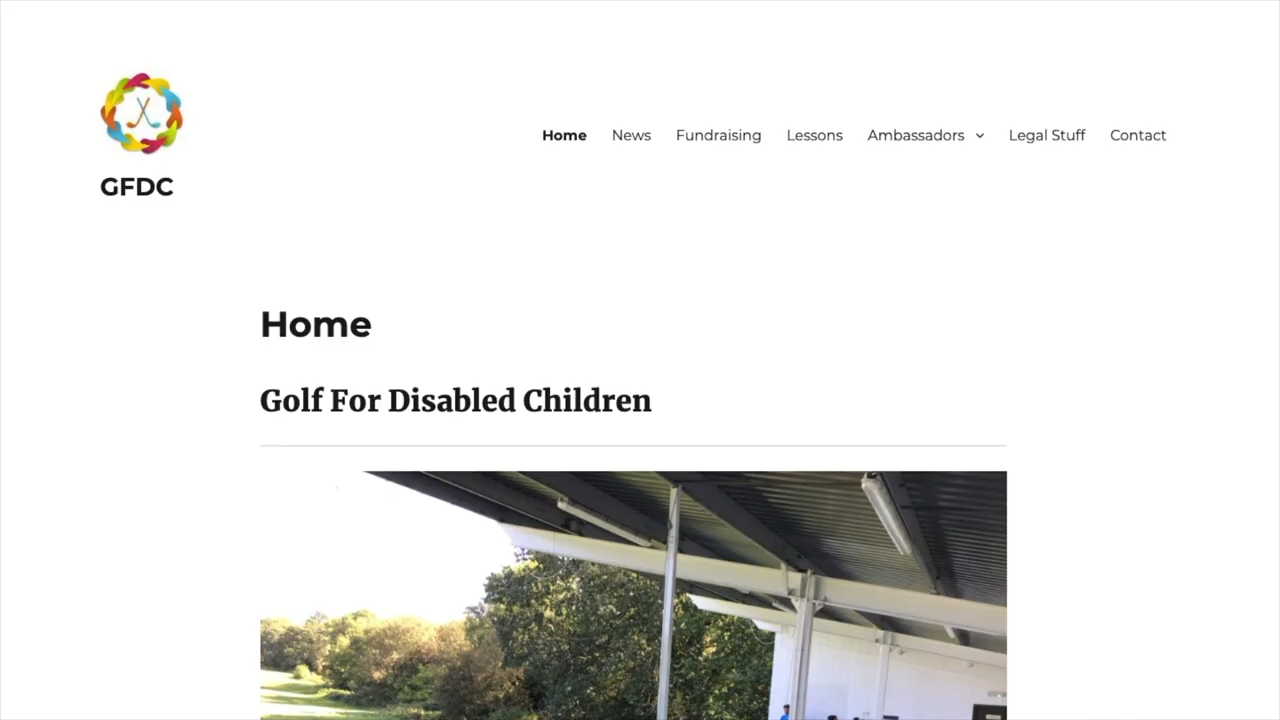 Home News Fundraising Lessons Ambassadors Legal Stuff Contact
GFDC
Home
Golf For Disabled Children